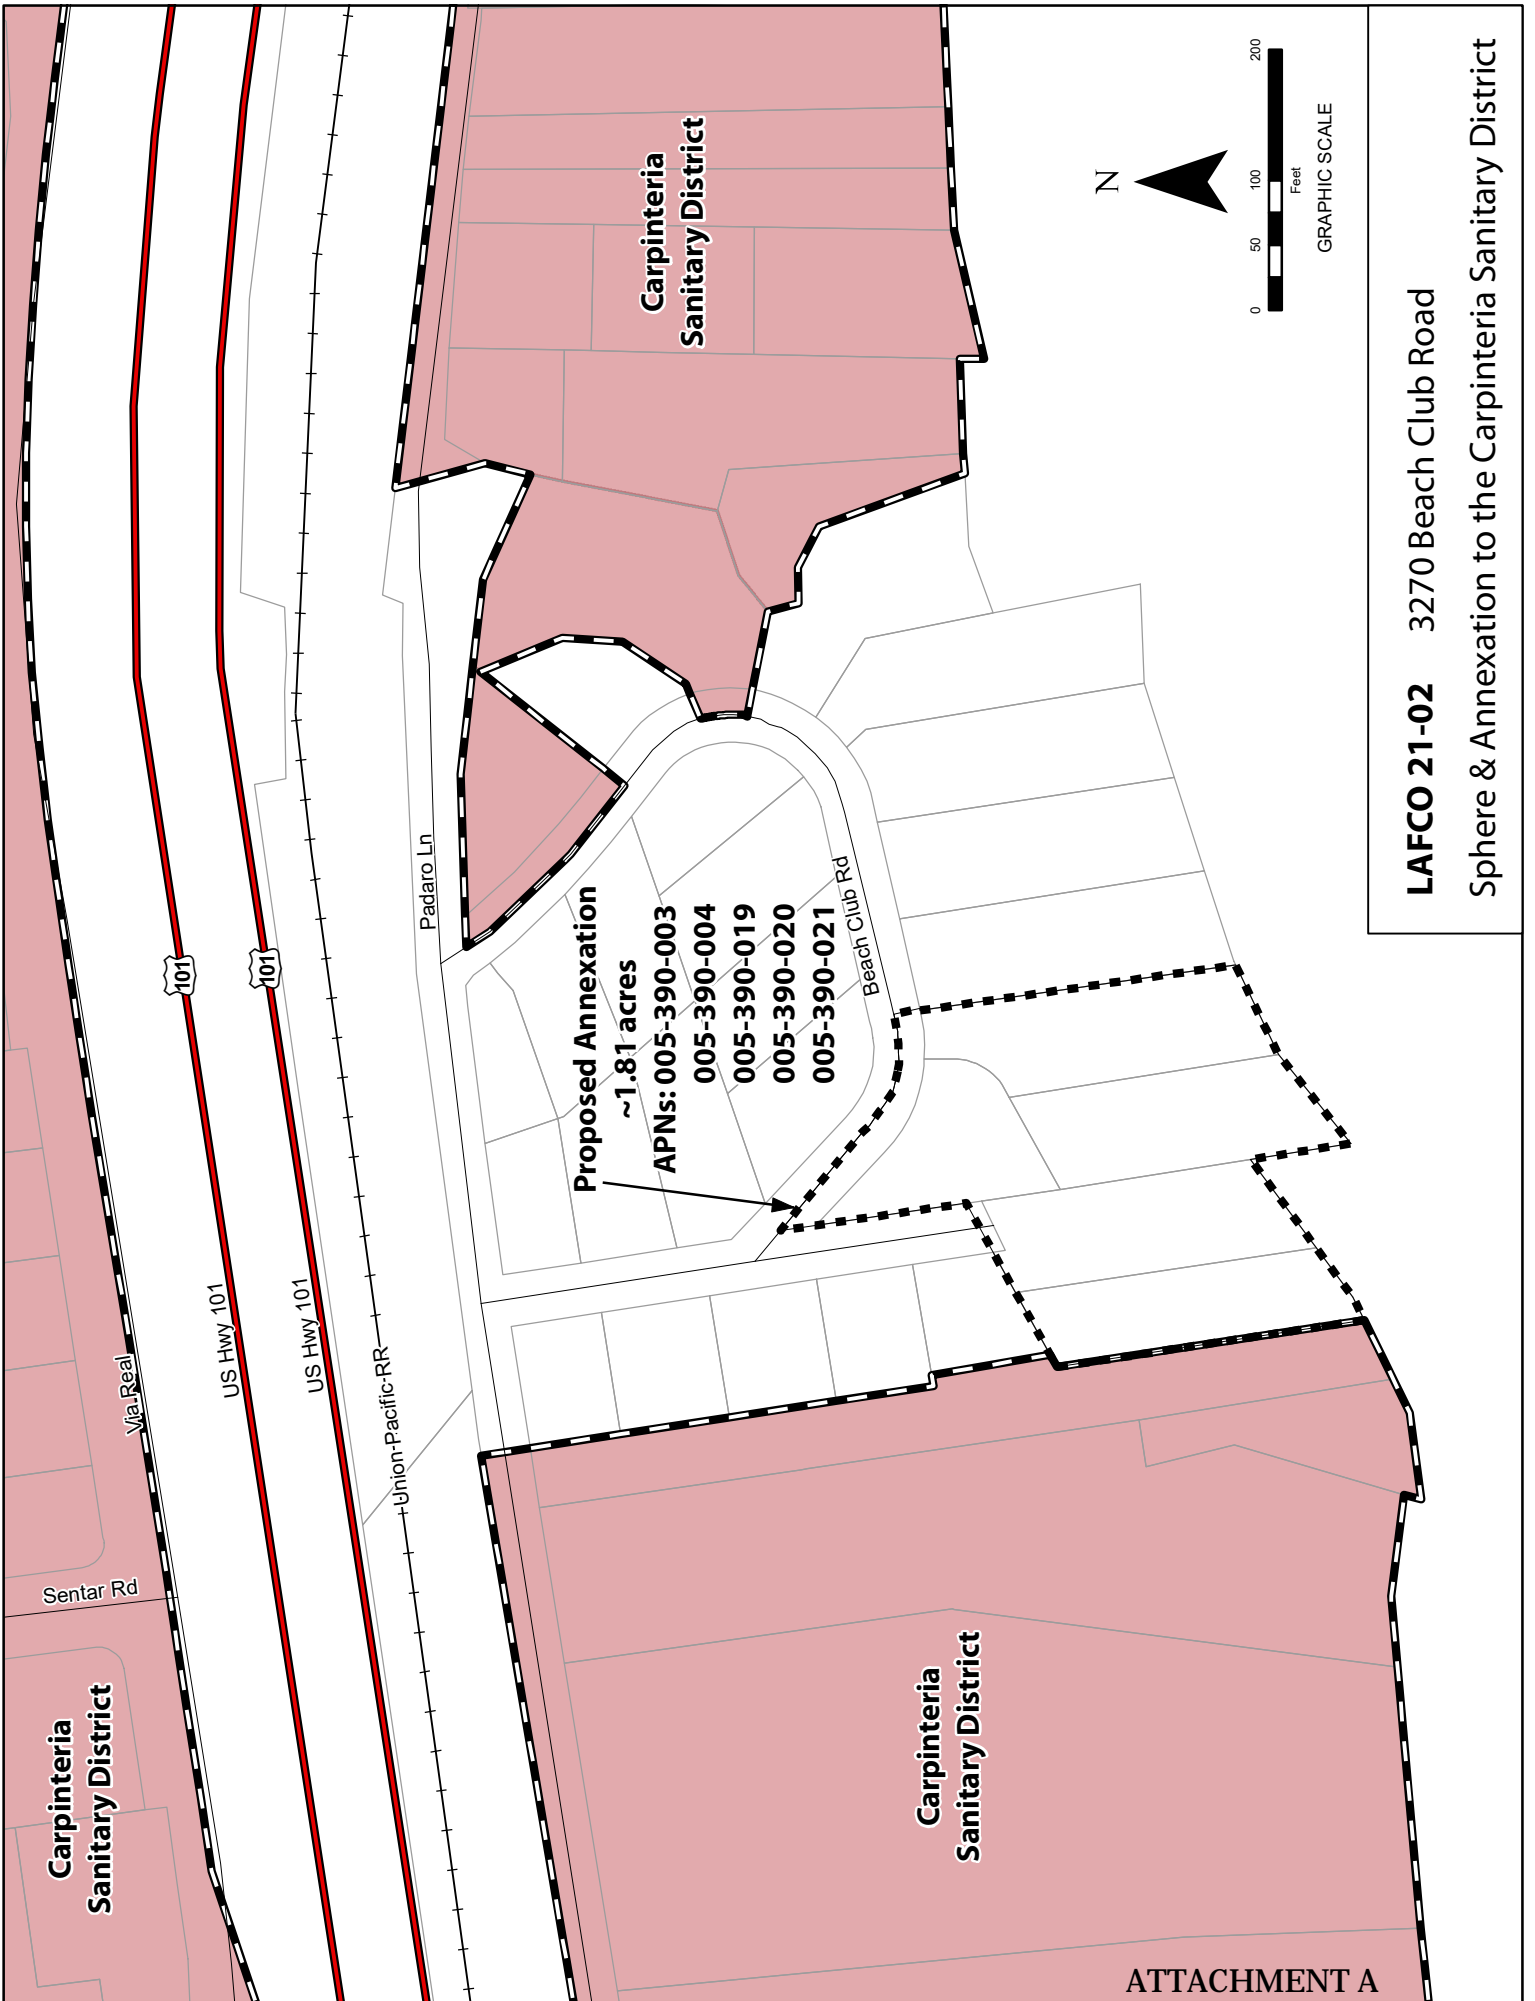 Carpinteria
Sanitary District
Sentar Rd
Via Real
US Hwy 101
US Hwy 101
101
101
Union Pacific RR
Padaro Ln
Carpinteria
Sanitary District
Proposed Annexation
~1.81 acres
APNs: 005-390-003
005-390-004
005-390-019
005-390-020
005-390-021
Beach Club Rd
Carpinteria
Sanitary District
N
0 50 100 200
Feet
GRAPHIC SCALE
LAFCO 21-02 3270 Beach Club Road
Sphere & Annexation to the Carpinteria Sanitary District
ATTACHMENT A